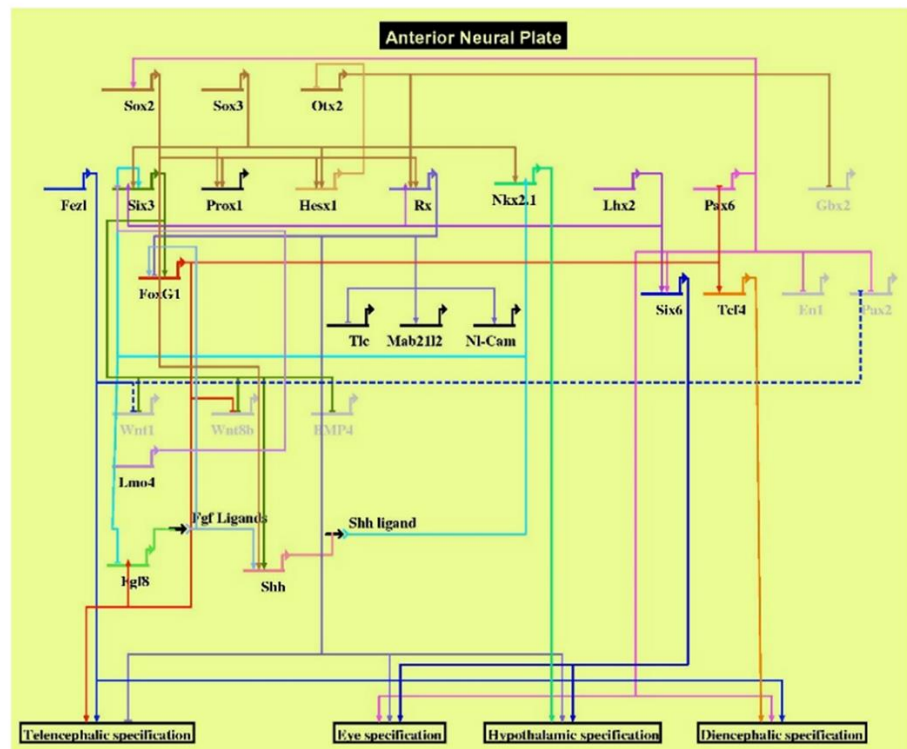 Anterior Neural Plate
Sox2 Sox3 Otx2
Fezl Six3 Prox1 Hesx1 Rx Nkx2.1 Lhx2 Pax6 Gbx2
FoxG1 Six6 Tcf4 En1 Pax2
Tlc Mab21l2 Nl-Cam
Wnt1 Wnt8b BMP4
Lmo4
Fgf Ligands Shh ligand
Fgf8 Shh
Telencephalic specification Eye specification Hypothalamic specification Diencephalic specification